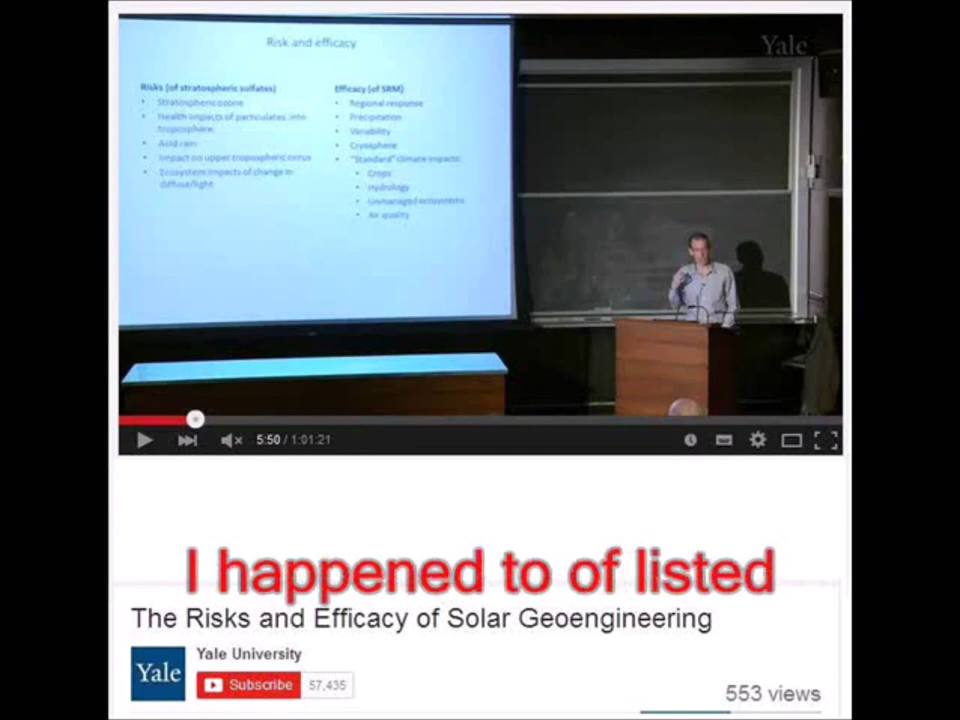 Yale
Risk and efficacy
Risks (of stratospheric sulfates)
• Stratospheric ozone
• Health impacts of particulates into
troposphere.
• Acid rain
• Impact on upper tropospheric cirrus
• Ecosystem impacts of change in
diffuse/light
Efficacy (of SRM)
• Regional response
• Precipitation
• Variability
• Cryosphere
• "Standard" climate impacts:
• Crops
• Hydrology
• Unmanaged ecosystems
• Air quality
5:50 / 1:01:21
I happened to of listed
The Risks and Efficacy of Solar Geoengineering
Yale
Yale University
Subscribe 57,435
553 views